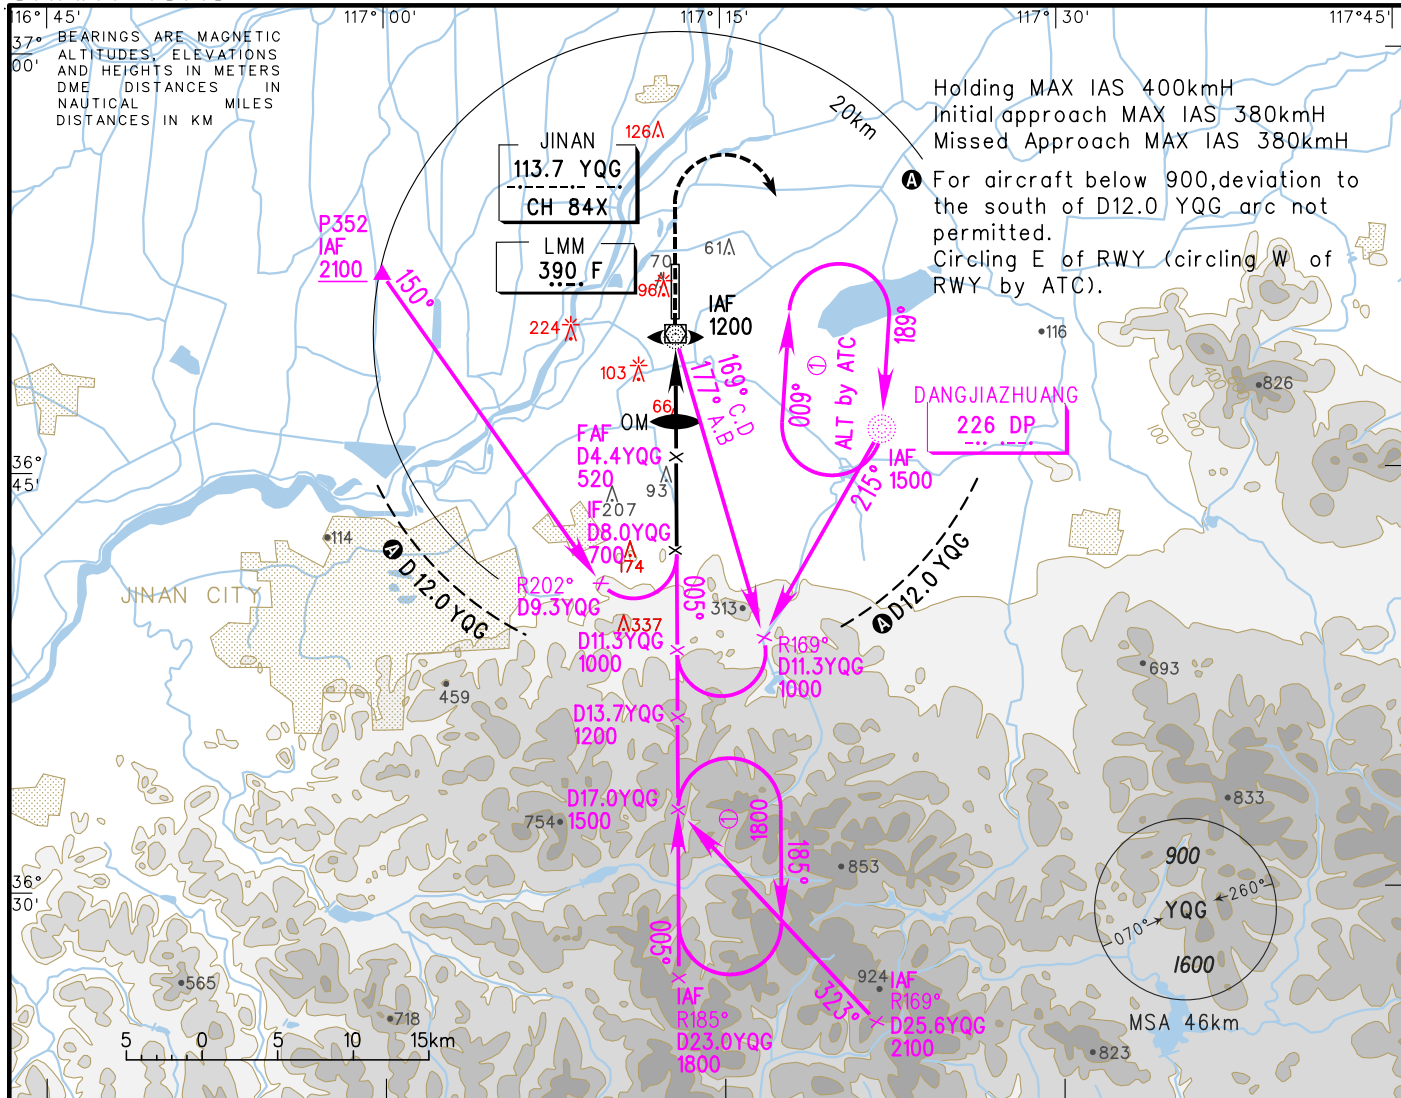 116°45'
117°00'
117°15'
117°30'
117°45'
37°
00'
BEARINGS ARE MAGNETIC
ALTITUDES, ELEVATIONS
AND HEIGHTS IN METERS
DME DISTANCES IN
NAUTICAL MILES
DISTANCES IN KM
20km
Holding MAX IAS 400kmH
Initial approach MAX IAS 380kmH
Missed Approach MAX IAS 380kmH
A For aircraft below 900,deviation to
the south of D12.0 YQG arc not
permitted.
Circling E of RWY (circling W of
RWY by ATC).
126
JINAN
113.7 YQG
CH 84X
LMM
390 F
P352
IAF
2100
150°
70
61
96
IAF
1200
224
103
66
OM
169° C.D
177° A.B
009°
①
ALT by ATC
189°
116
826
400
200
100
100
DANGJIAZHUANG
226 DP
IAF
1500
215°
FAF
D4.4YQG
520
93
207
36°
45'
IF
D8.0YQG
700
0
174
114
JINAN CITY
A D12.0 YQG
A D12.0 YQG
R202°
D9.3YQG
005°
313
337
D11.3YQG
1000
R169°
D11.3YQG
1000
693
459
D13.7YQG
1200
D17.0YQG
1500
754
①
1800
185°
853
833
36°
30'
900
YQG
260°
070°
1600
MSA 46km
005°
565
718
IAF
R185°
D23.0YQG
1800
323°
924
IAF
R169°
D25.6YQG
2100
823
5 0 5 10 15km